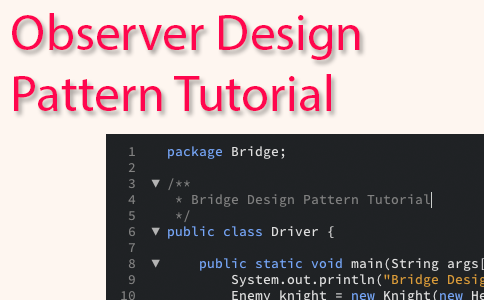 Observer Design
Pattern Tutorial
1 package Bridge;
2
3 /**
4 * Bridge Design Pattern Tutorial
5 */
6 public class Driver {
7
8 public static void main(String args[
9 System.out.println("Bridge Desig
10 Enemy knight = new Knight(new He